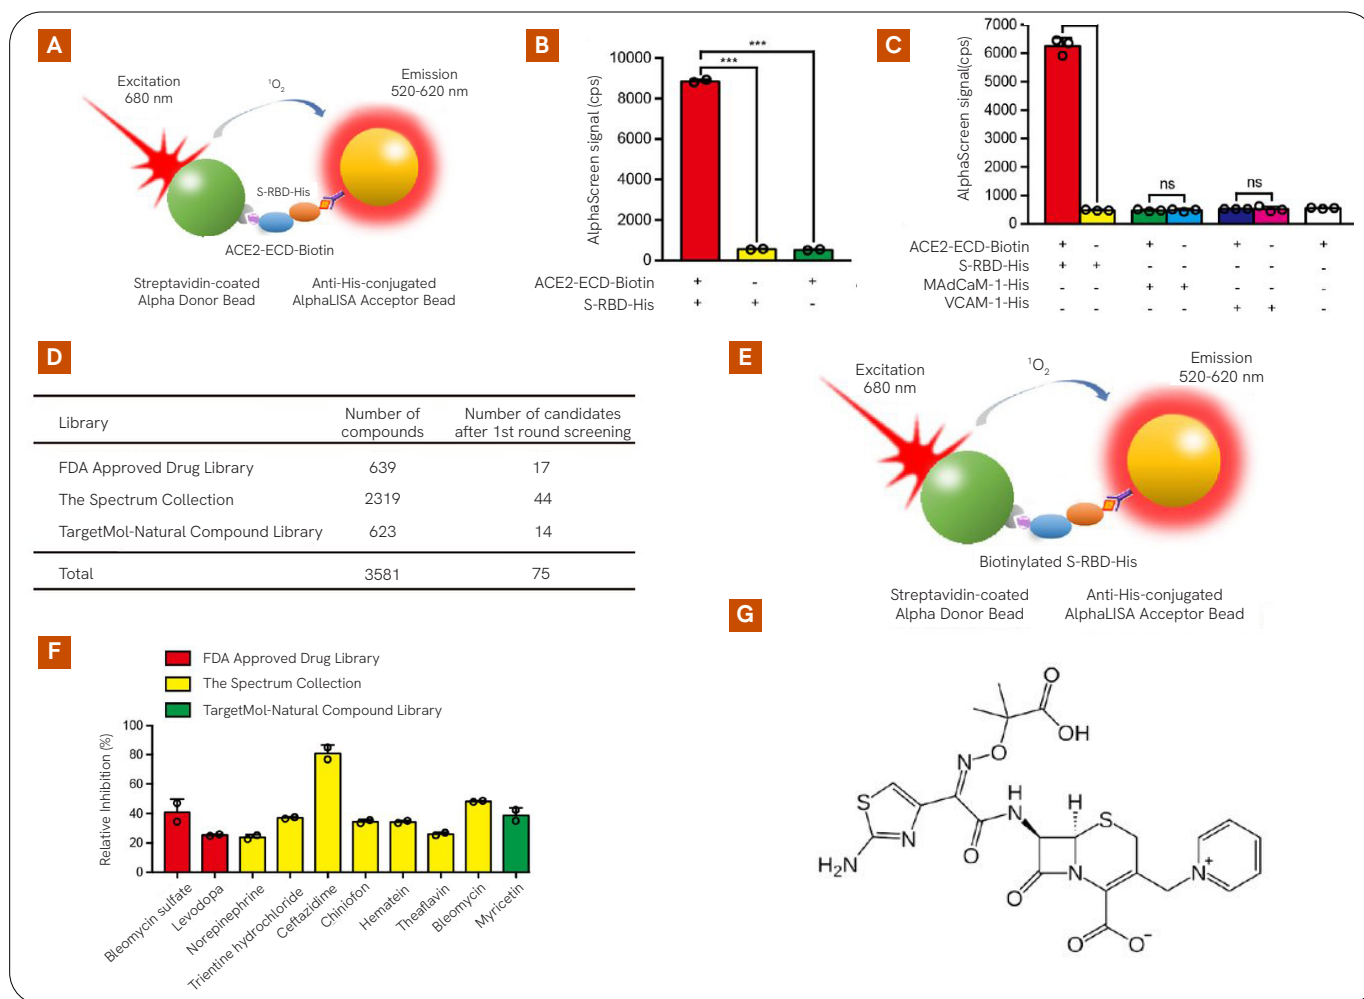 A
Excitation
680 nm
¹O₂
Emission
520-620 nm
S-RBD-His
ACE2-ECD-Biotin
Streptavidin-coated
Alpha Donor Bead
Anti-His-conjugated
AlphaLISA Acceptor Bead
B
AlphaScreen signal (cps)
10000
8000
6000
4000
2000
0
***
***
ACE2-ECD-Biotin + - +
S-RBD-His + + -
C
AlphaScreen signal(cps)
7000
6000
5000
4000
3000
2000
1000
0
ns
ns
ACE2-ECD-Biotin + - + - + - +
S-RBD-His + + - - - - -
MAdCaM-1-His - - + + - - -
VCAM-1-His - - - - + + -
D
Library Number of compounds Number of candidates after 1st round screening
FDA Approved Drug Library 639 17
The Spectrum Collection 2319 44
TargetMol-Natural Compound Library 623 14
Total 3581 75
E
Excitation
680 nm
¹O₂
Emission
520-620 nm
Biotinylated S-RBD-His
Streptavidin-coated
Alpha Donor Bead
Anti-His-conjugated
AlphaLISA Acceptor Bead
F
FDA Approved Drug Library
The Spectrum Collection
TargetMol-Natural Compound Library
Relative Inhibition (%)
100
80
60
40
20
0
Bleomycin sulfate
Levodopa
Norepinephrine
Trientine hydrochloride
Ceftazidime
Chiniofon
Hematein
Theaflavin
Bleomycin
Myricetin
G
O
OH
O
N
S
N
H₂N
O
H
N
H
S
O
N
N⁺
O
O⁻